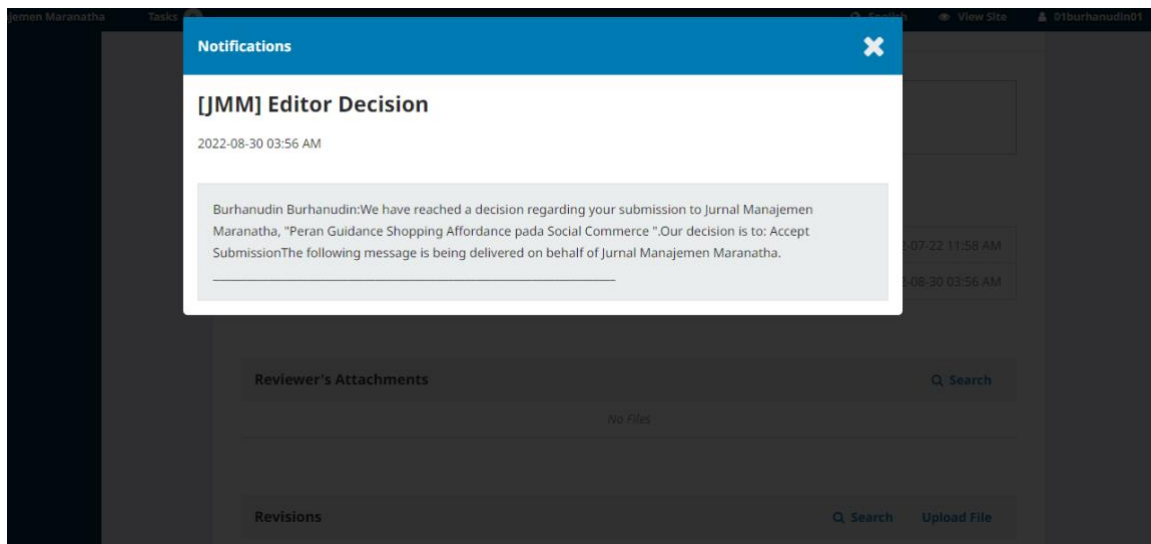 jemen Maranatha Tasks English View Site 01burhanudin01
Notifications
[JMM] Editor Decision
2022-08-30 03:56 AM
Burhanudin Burhanudin:We have reached a decision regarding your submission to Jurnal Manajemen
Maranatha, "Peran Guidance Shopping Affordance pada Social Commerce ".Our decision is to: Accept
SubmissionThe following message is being delivered on behalf of Jurnal Manajemen Maranatha.
-07-22 11:58 AM
-08-30 03:56 AM
Reviewer's Attachments Search
No Files
Revisions Search Upload File